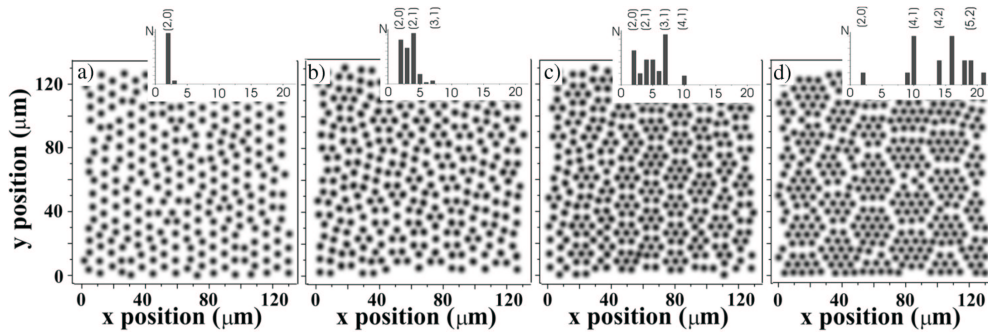 (2,0)
N
5 10 15 20
(2,0)
(2,1)
(3,1)
N
5 10 15 20
(2,0)
(2,1)
(3,1)
(4,1)
N
5 10 15 20
(2,0)
(4,1)
(4,2)
(5,2)
N
0 5 10 15 20
a)
b)
c)
d)
120
80
40
0
y position (μm)
0 40 80 120
x position (μm)
0 40 80 120
x position (μm)
0 40 80 120
x position (μm)
0 40 80 120
x position (μm)